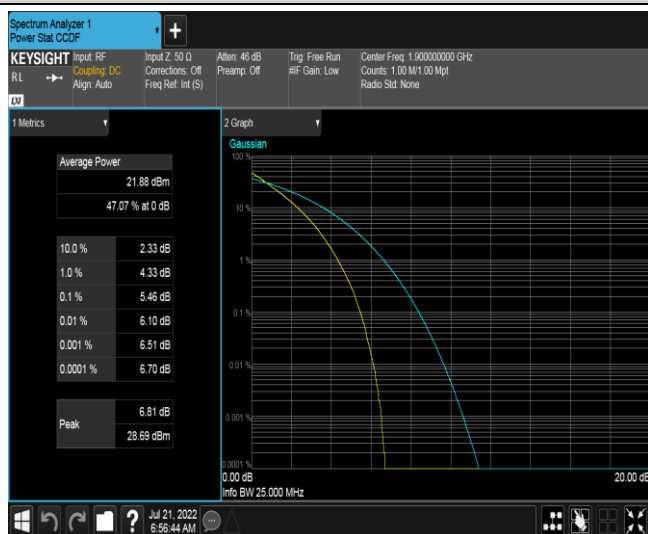 Spectrum Analyzer 1
Power Stat CCDF
+
KEYSIGHT
RL
LXI
Input: RF
Coupling: DC
Align: Auto
Input Z: 50 Ω
Corrections: Off
Freq Ref: Int (S)
Atten: 46 dB
Preamp: Off
Trig: Free Run
#IF Gain: Low
Center Freq: 1.900000000 GHz
Counts: 1.00 M/1.00 Mpt
Radio Std: None
1 Metrics
Average Power
21.88 dBm
47.07 % at 0 dB
10.0 % 2.33 dB
1.0 % 4.33 dB
0.1 % 5.46 dB
0.01 % 6.10 dB
0.001 % 6.51 dB
0.0001 % 6.70 dB
Peak
6.81 dB
28.69 dBm
2 Graph
Gaussian
100 %
10 %
1 %
0.1 %
0.01 %
0.001 %
0.0001 %
0.00 dB
20.00 dB
Info BW 25.000 MHz
?
Jul 21, 2022
6:56:44 AM